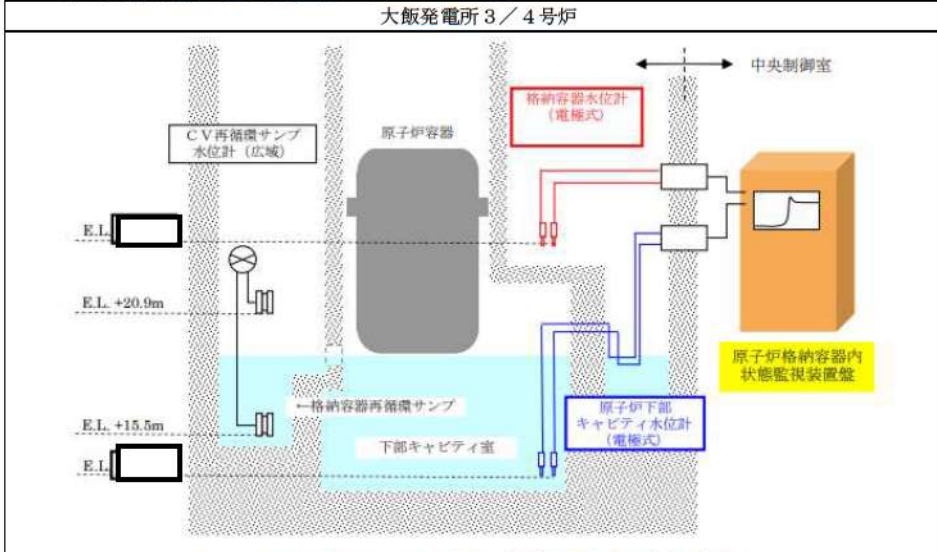 大飯発電所3/4号炉
中央制御室
格納容器水位計
(電極式)
CV再循環サンプ
水位計(広域)
原子炉容器
E.L.
E.L. +20.9m
原子炉格納容器内
状態監視装置盤
←格納容器再循環サンプ
原子炉下部
キャビティ水位計
(電極式)
E.L. +15.5m
下部キャビティ室
E.L.